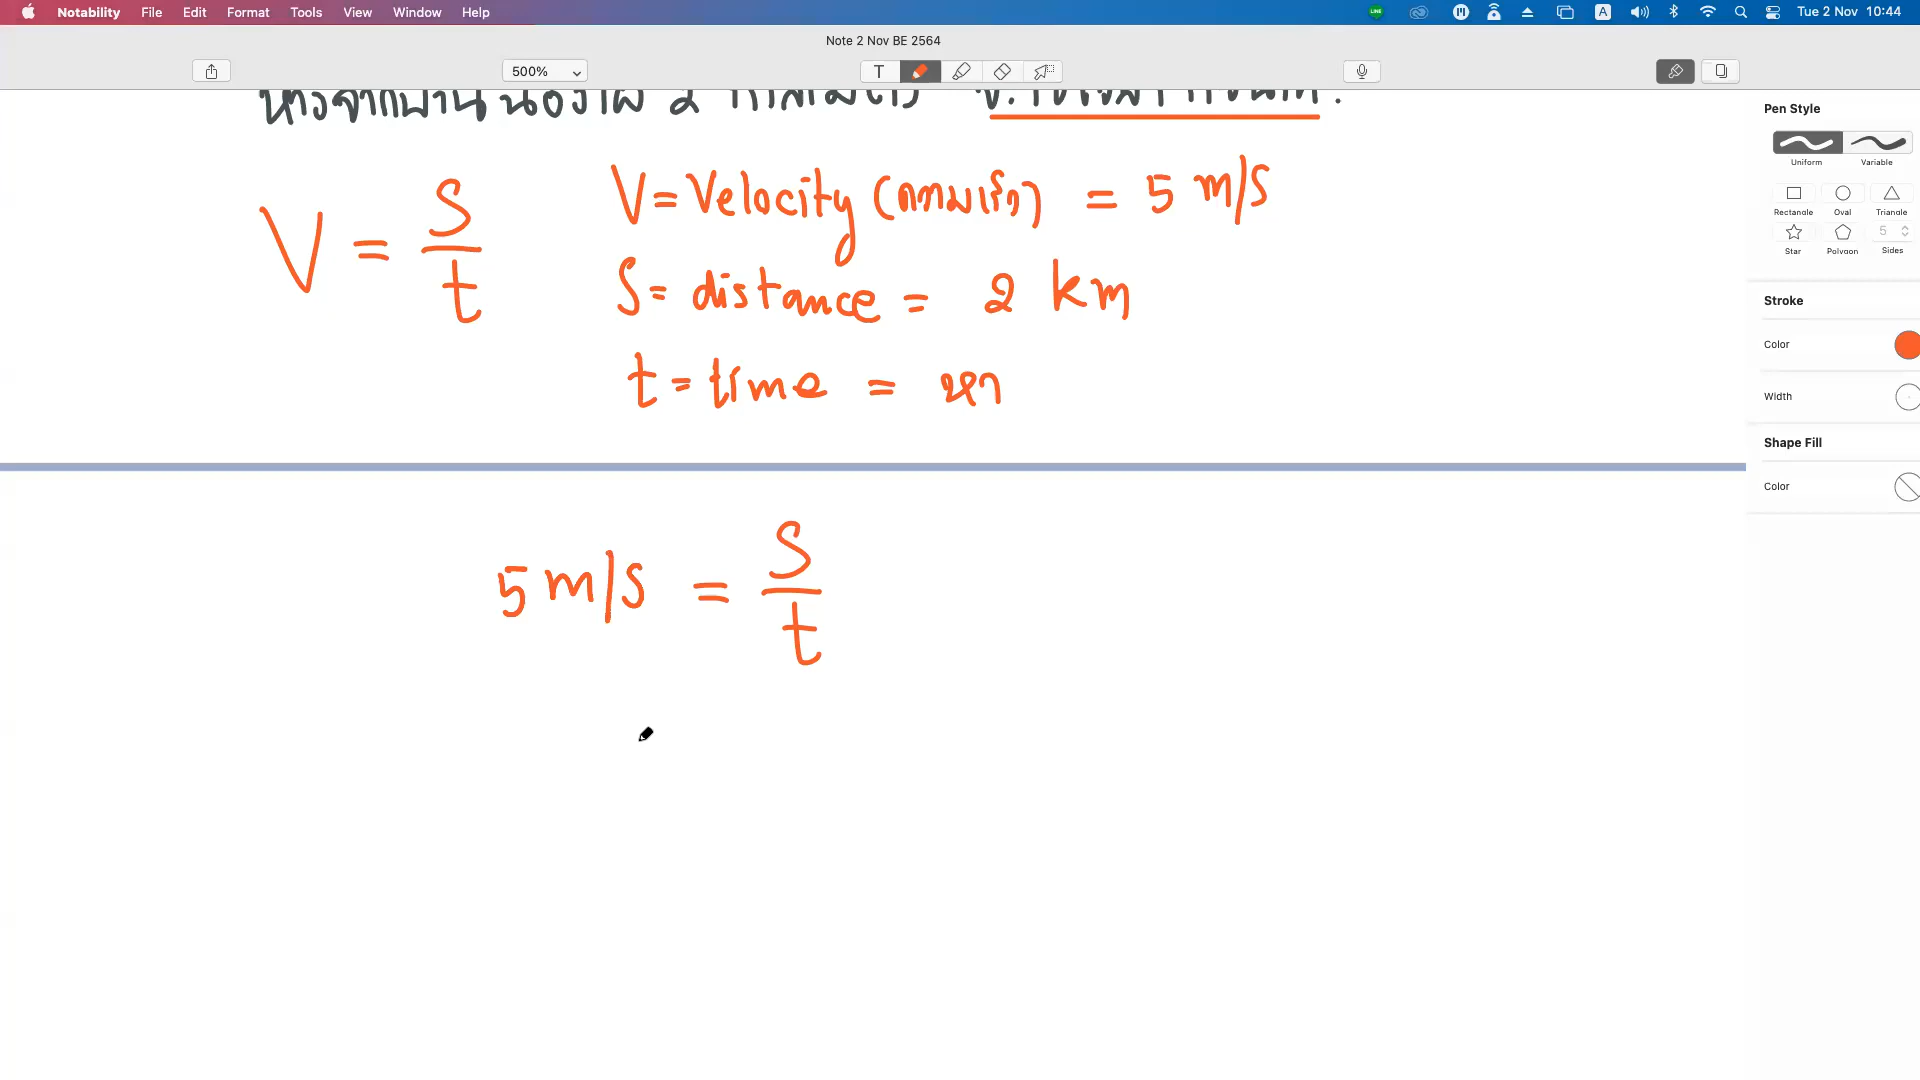 Notability File Edit Format Tools View Window Help
LINE A Tue 2 Nov 10:44
Note 2 Nov BE 2564
500%
T
2
V = S/t
V = Velocity (ความเร็ว) = 5 m/s
S = distance = 2 km
t = time = หา
5 m/s = S/t
Pen Style
Uniform Variable
Rectangle Oval Triangle
5
Star Polygon Sides
Stroke
Color
Width
Shape Fill
Color